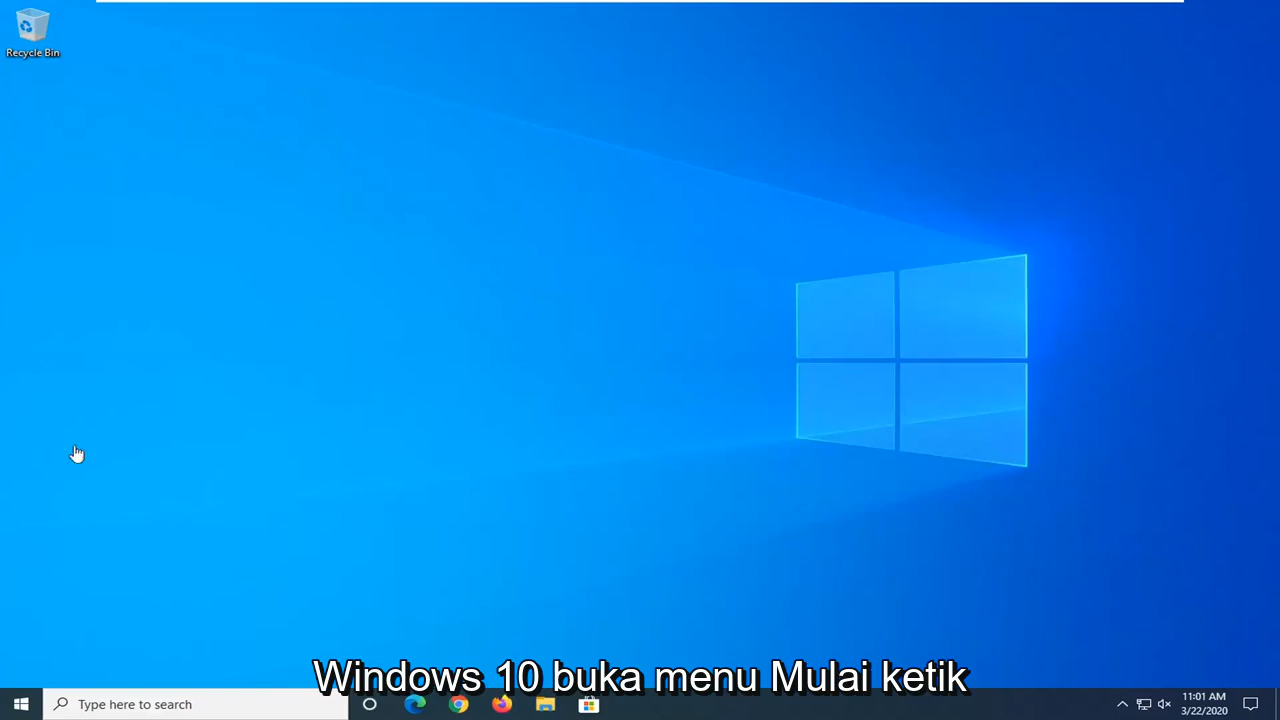 Recycle Bin
Windows 10 buka menu Mulai ketik
Type here to search
11:01 AM
3/22/2020